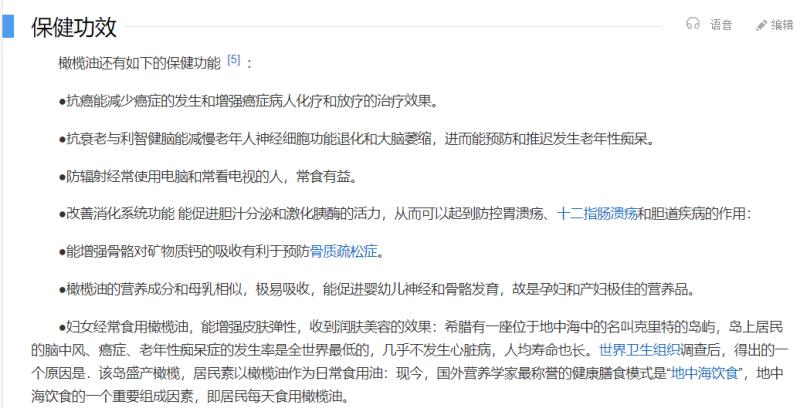 保健功效
语音
编辑
橄榄油还有如下的保健功能 [5] ：
●抗癌能减少癌症的发生和增强癌症病人化疗和放疗的治疗效果。
●抗衰老与利智健脑能减慢老年人神经细胞功能退化和大脑萎缩，进而能预防和推迟发生老年性痴呆。
●防辐射经常使用电脑和常看电视的人，常食有益。
●改善消化系统功能 能促进胆汁分泌和激化胰酶的活力，从而可以起到防控胃溃疡、十二指肠溃疡和胆道疾病的作用：
●能增强骨骼对矿物质钙的吸收有利于预防骨质疏松症。
●橄榄油的营养成分和母乳相似，极易吸收，能促进婴幼儿神经和骨骼发育，故是孕妇和产妇极佳的营养品。
●妇女经常食用橄榄油，能增强皮肤弹性，收到润肤美容的效果：希腊有一座位于地中海中的名叫克里特的岛屿，岛上居民
的脑中风、癌症、老年性痴呆症的发生率是全世界最低的，几乎不发生心脏病，人均寿命也长。世界卫生组织调查后，得出的一
个原因是．该岛盛产橄榄，居民素以橄榄油作为日常食用油：现今，国外营养学家最称誉的健康膳食模式是“地中海饮食”，地中
海饮食的一个重要组成因素，即居民每天食用橄榄油。